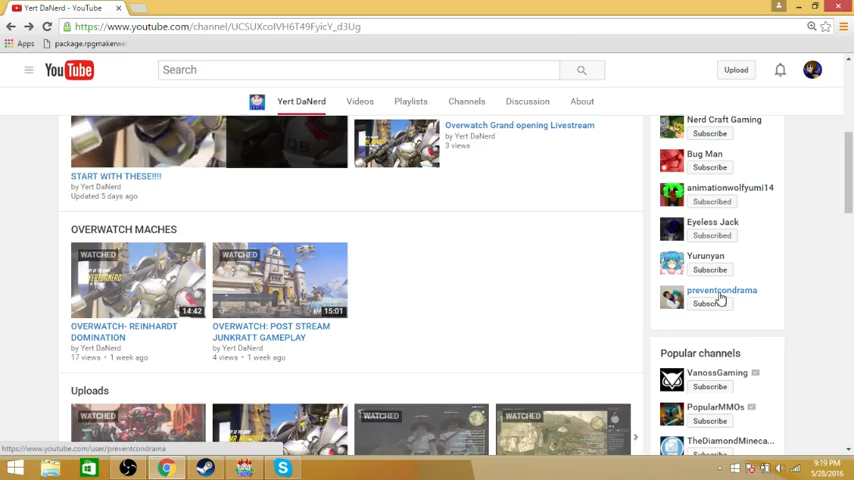 Yert DaNerd - YouTube
https://www.youtube.com/channel/UCSUXcoIVH6T49FyicY_d3Ug
Apps
package.rpgmakerwe
YouTube
Search
Upload
Yert DaNerd
Videos
Playlists
Channels
Discussion
About
START WITH THESE!!!!
by Yert DaNerd
Updated 5 days ago
Overwatch Grand opening Livestream
by Yert DaNerd
3 views
OVERWATCH MACHES
WATCHED
14:42
OVERWATCH- REINHARDT
DOMINATION
by Yert DaNerd
17 views • 1 week ago
WATCHED
15:01
OVERWATCH: POST STREAM
JUNKRATT GAMEPLAY
by Yert DaNerd
4 views • 1 week ago
Uploads
WATCHED
WATCHED
WATCHED
WATCHED
Nerd Craft Gaming
Subscribe
Bug Man
Subscribe
animationwolfyumi14
Subscribed
Eyeless Jack
Subscribed
Yurunyan
Subscribe
preventcondrama
Popular channels
VanossGaming
Subscribe
PopularMMOs
Subscribe
TheDiamondMineca...
https://www.youtube.com/user/preventcondrama
9:19 PM
5/28/2016